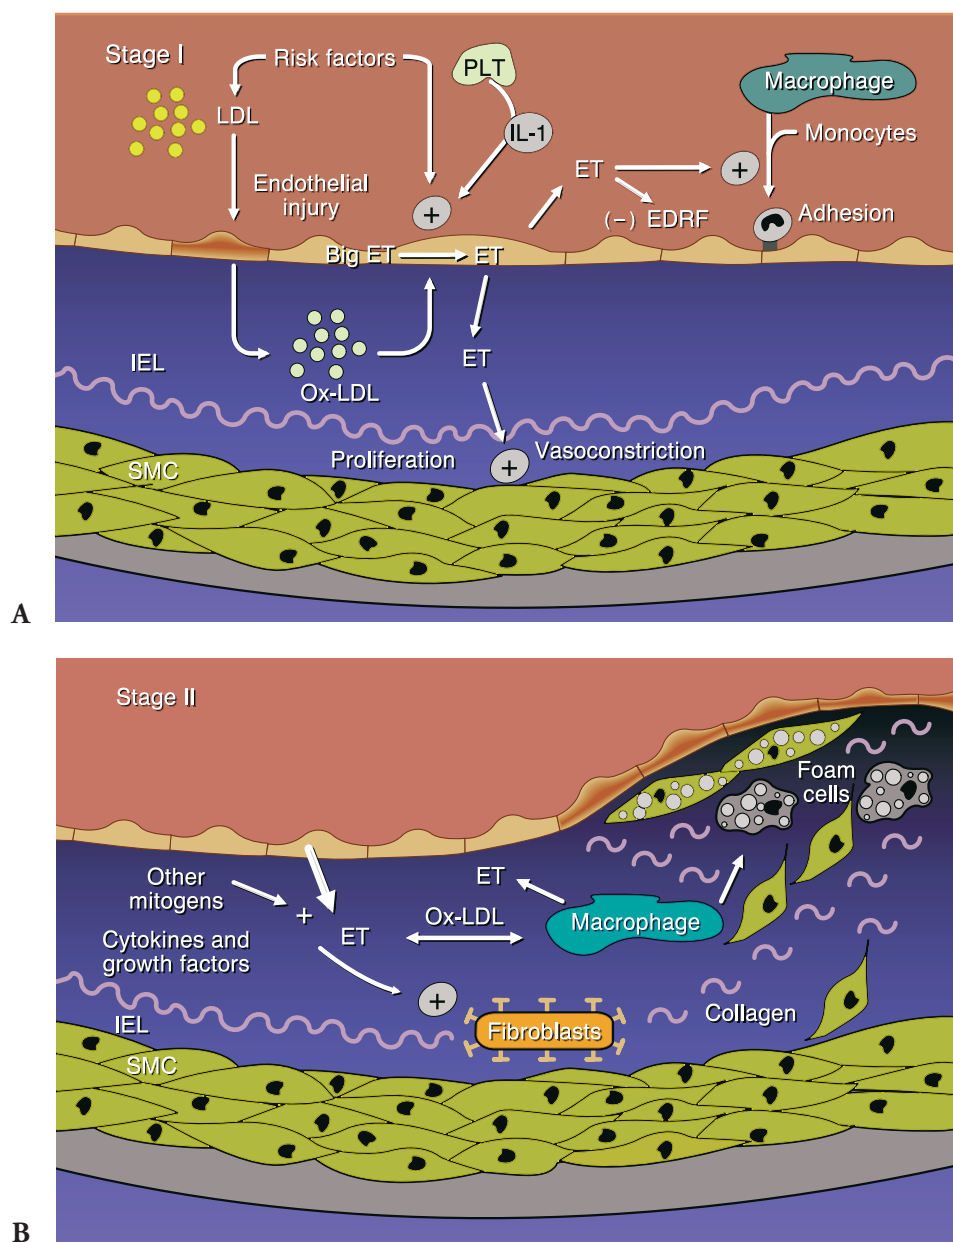 Stage I
Risk factors
PLT
Macrophage
LDL
IL-1
Monocytes
Endothelial
injury
+
ET
+
(−) EDRF
Adhesion
Big ET
ET
IEL
Ox-LDL
ET
SMC
Proliferation
+
Vasoconstriction
A
Stage II
Foam
cells
Other
mitogens
ET
+
Ox-LDL
Macrophage
ET
Cytokines and
growth factors
+
IEL
Fibroblasts
Collagen
SMC
B